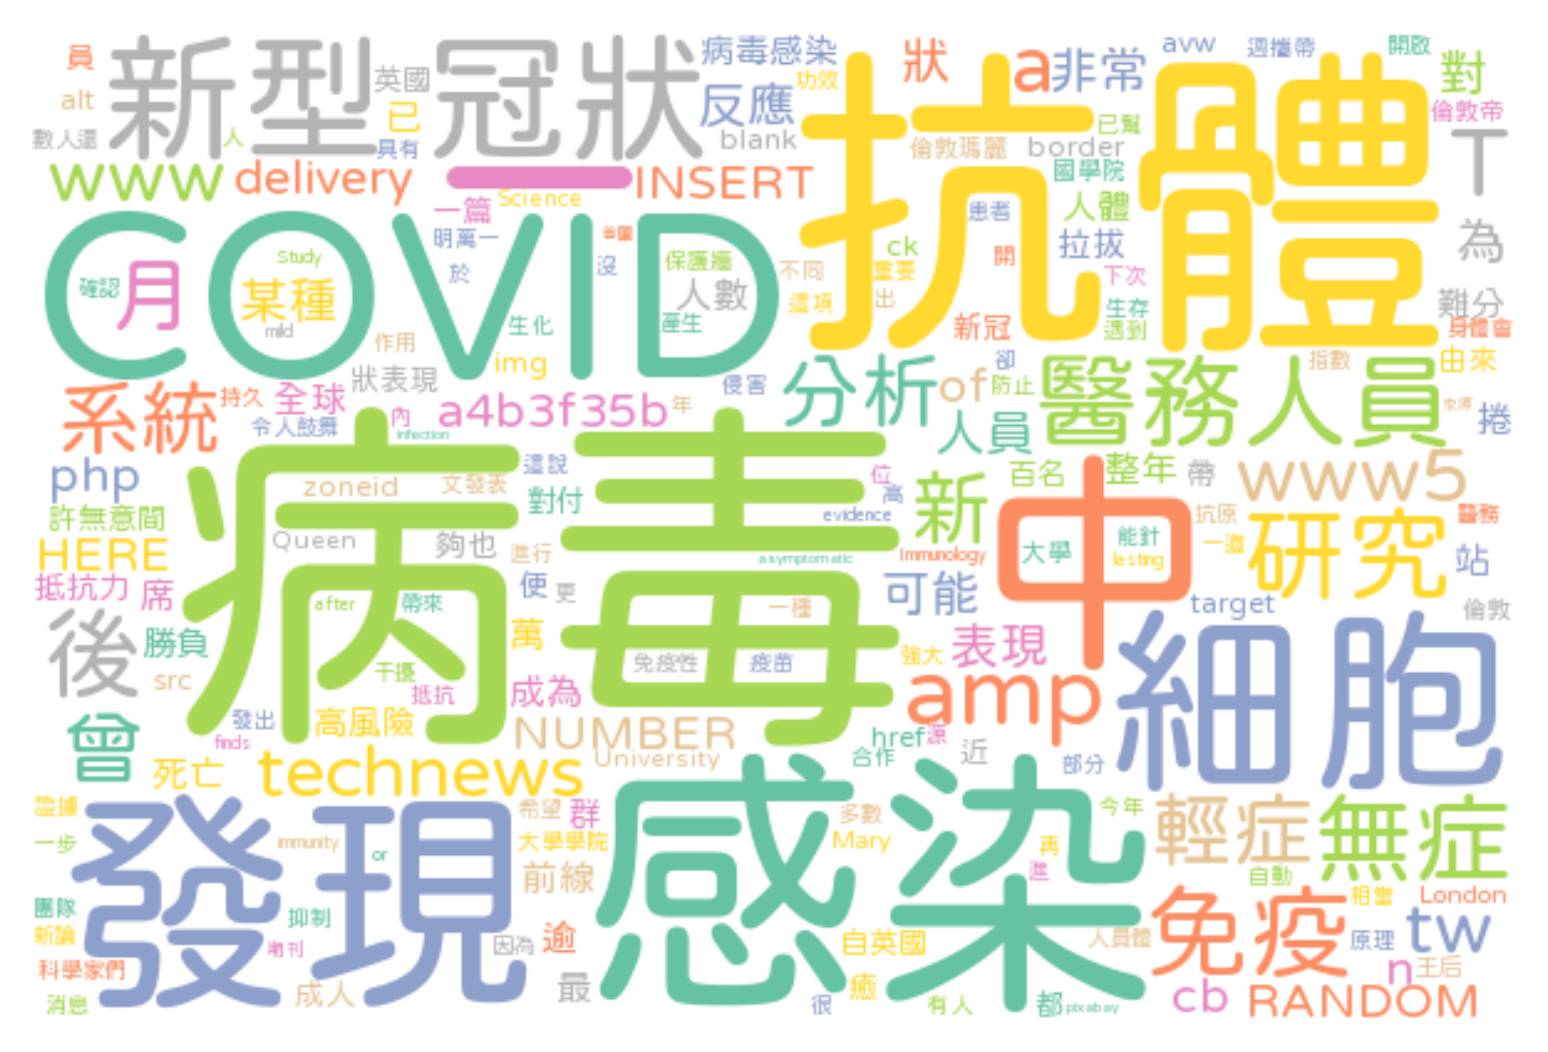 員 新型冠狀 英國 病毒感染 狀 a 非常 avw 週攜帶 開啟 對
alt 已 反應 功效 抗體 已幫 倫敦帝
數人還 人 具有 blank 倫敦瑪麗 border 國學院 T
www delivery 一 INSERT
COVID 一篇 Science 患者 人體 為
明萬一 ck 拉拔
確認 月 Study 於 沒 保護牆 不同 重要 開 下次
某種 人數 這項 出 生存 難分
mild 生化 產生 新冠 遇到 身體會
作用 img 卻 指數 由來
系統 持久 全球 狀表現 侵害 分析 of 防止 醫務人員
令人鼓舞 內 a4b3f35b 年 人員 捲
infection
php 病毒 還說 位 新 百名 整年 帶 www5
zoneid 文發表 對付 高
許無意間 evidence 中 抗原 醫務
HERE Queen 夠也 進行 asymptomatic Immunology 大學 能針 一道 研究 站
lasting
抵抗力 席 after 帶來 便 更 一種 可能 target 倫敦
後 勝負 萬 免疫性 疫苗 強大 表現 細胞
src 干擾 抵抗 成為 amp
曾 發出 高風險 NUMBER href 源 近
finds 合作 部分
死亡 technews University
證據 發現 希望 群 感染 多數 今年 輕症 無症
一步 immunity or 大學學院 Mary 再
前線 進 自動
團隊 抑制 免疫 相當 London
新論 期刊 因為 逾 自英國 人員體 原理 tw
科學家們 n 王后
消息 成人 最 癒 很 有人 都 pixabay cb RANDOM